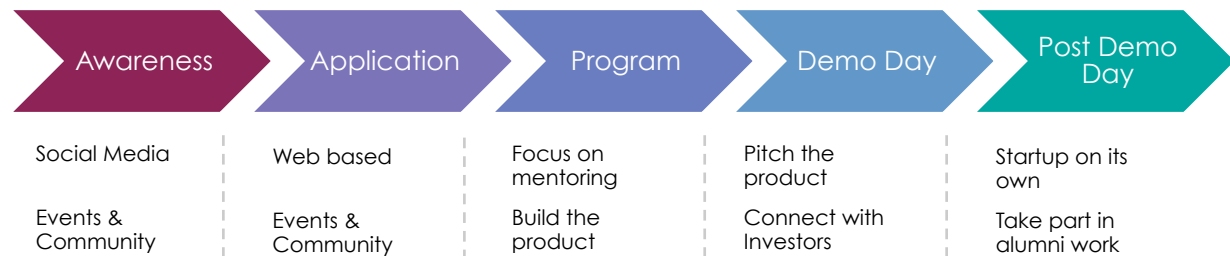 Awareness
Application
Program
Demo Day
Post Demo
Day
Social Media
Events &
Community
Web based
Events &
Community
Focus on
mentoring
Build the
product
Pitch the
product
Connect with
Investors
Startup on its
own
Take part in
alumni work